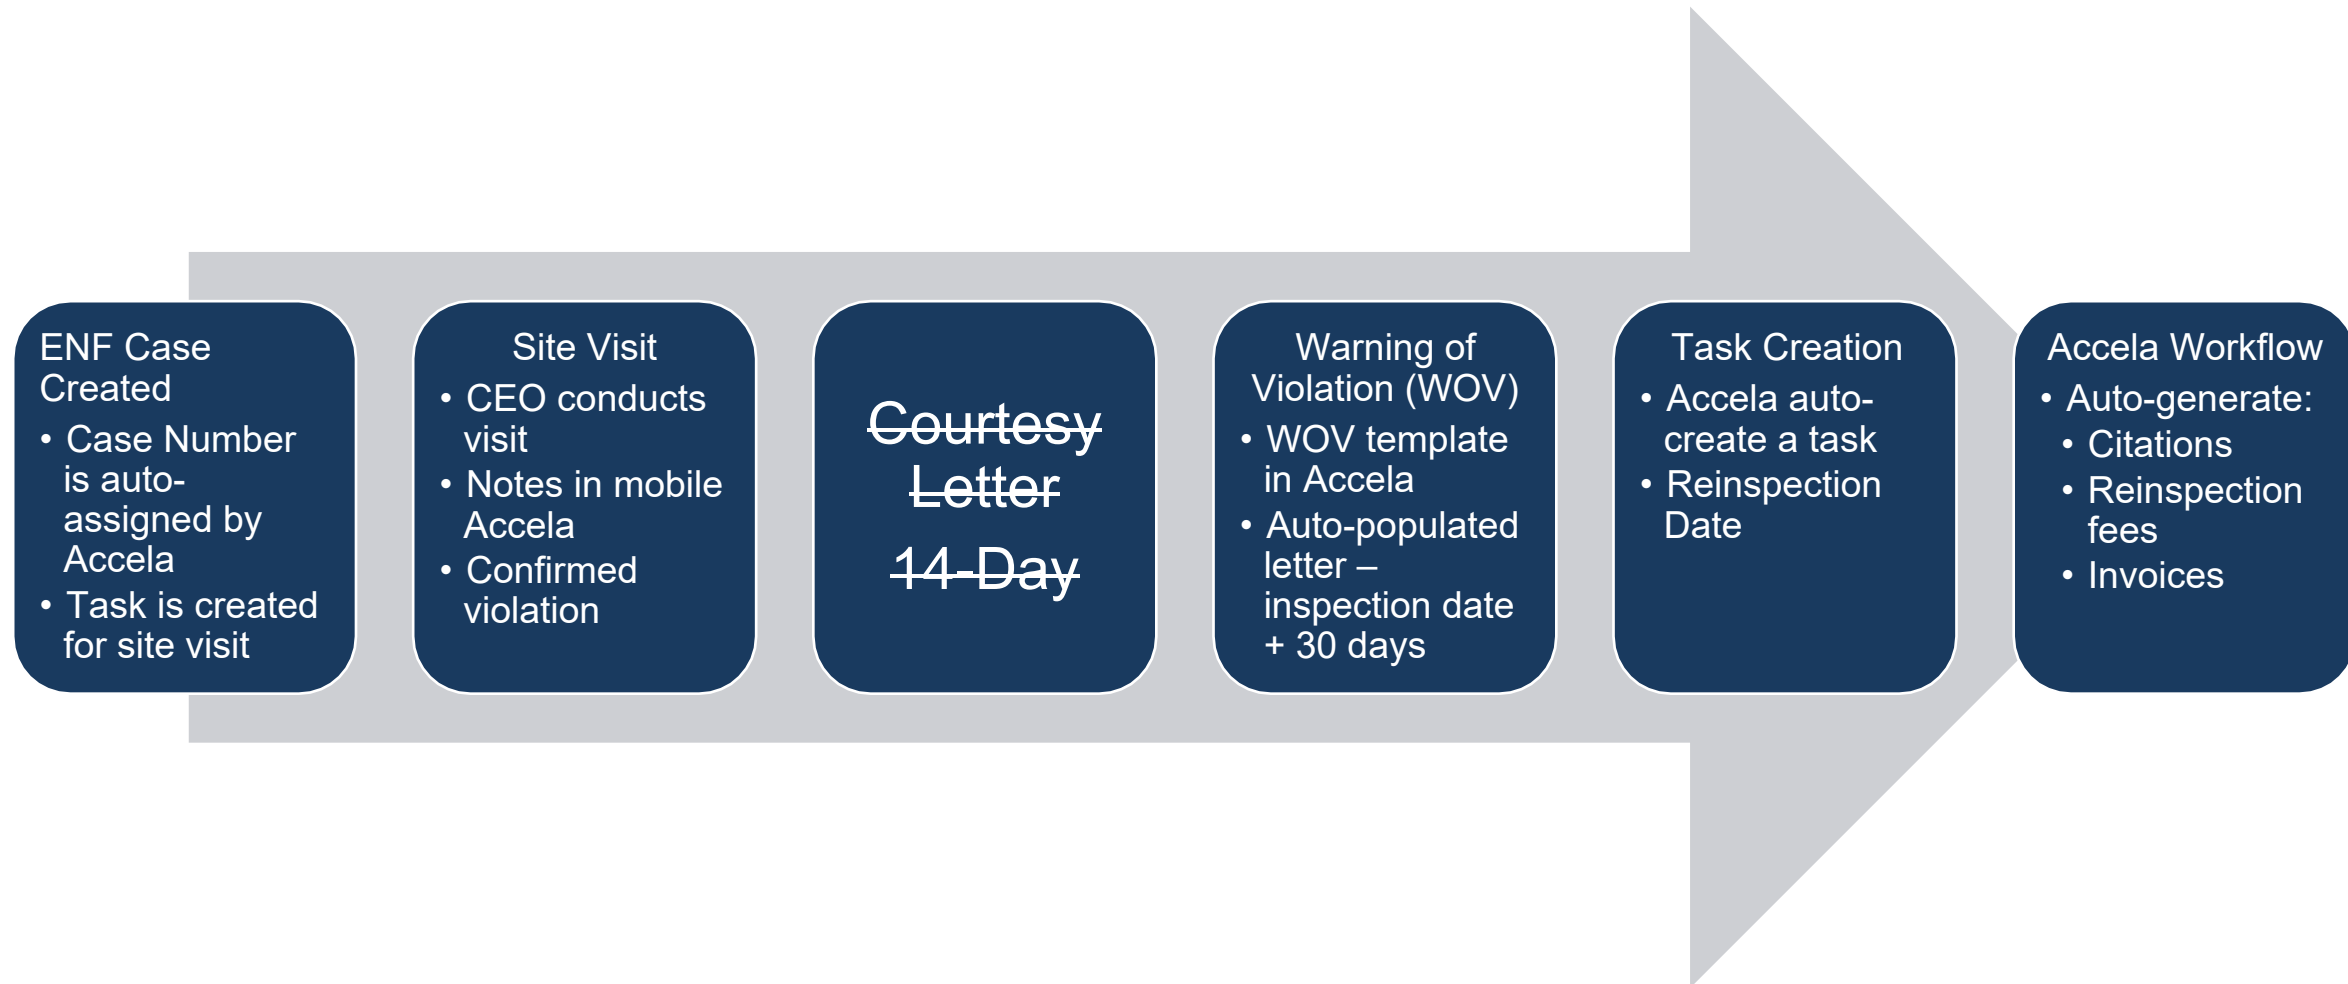 ENF Case
Created
• Case Number
is auto-
assigned by
Accela
• Task is created
for site visit
Site Visit
• CEO conducts
visit
• Notes in mobile
Accela
• Confirmed
violation
Courtesy
Letter
14-Day
Warning of
Violation (WOV)
• WOV template
in Accela
• Auto-populated
letter –
inspection date
+ 30 days
Task Creation
• Accela auto-
create a task
• Reinspection
Date
Accela Workflow
• Auto-generate:
• Citations
• Reinspection
fees
• Invoices